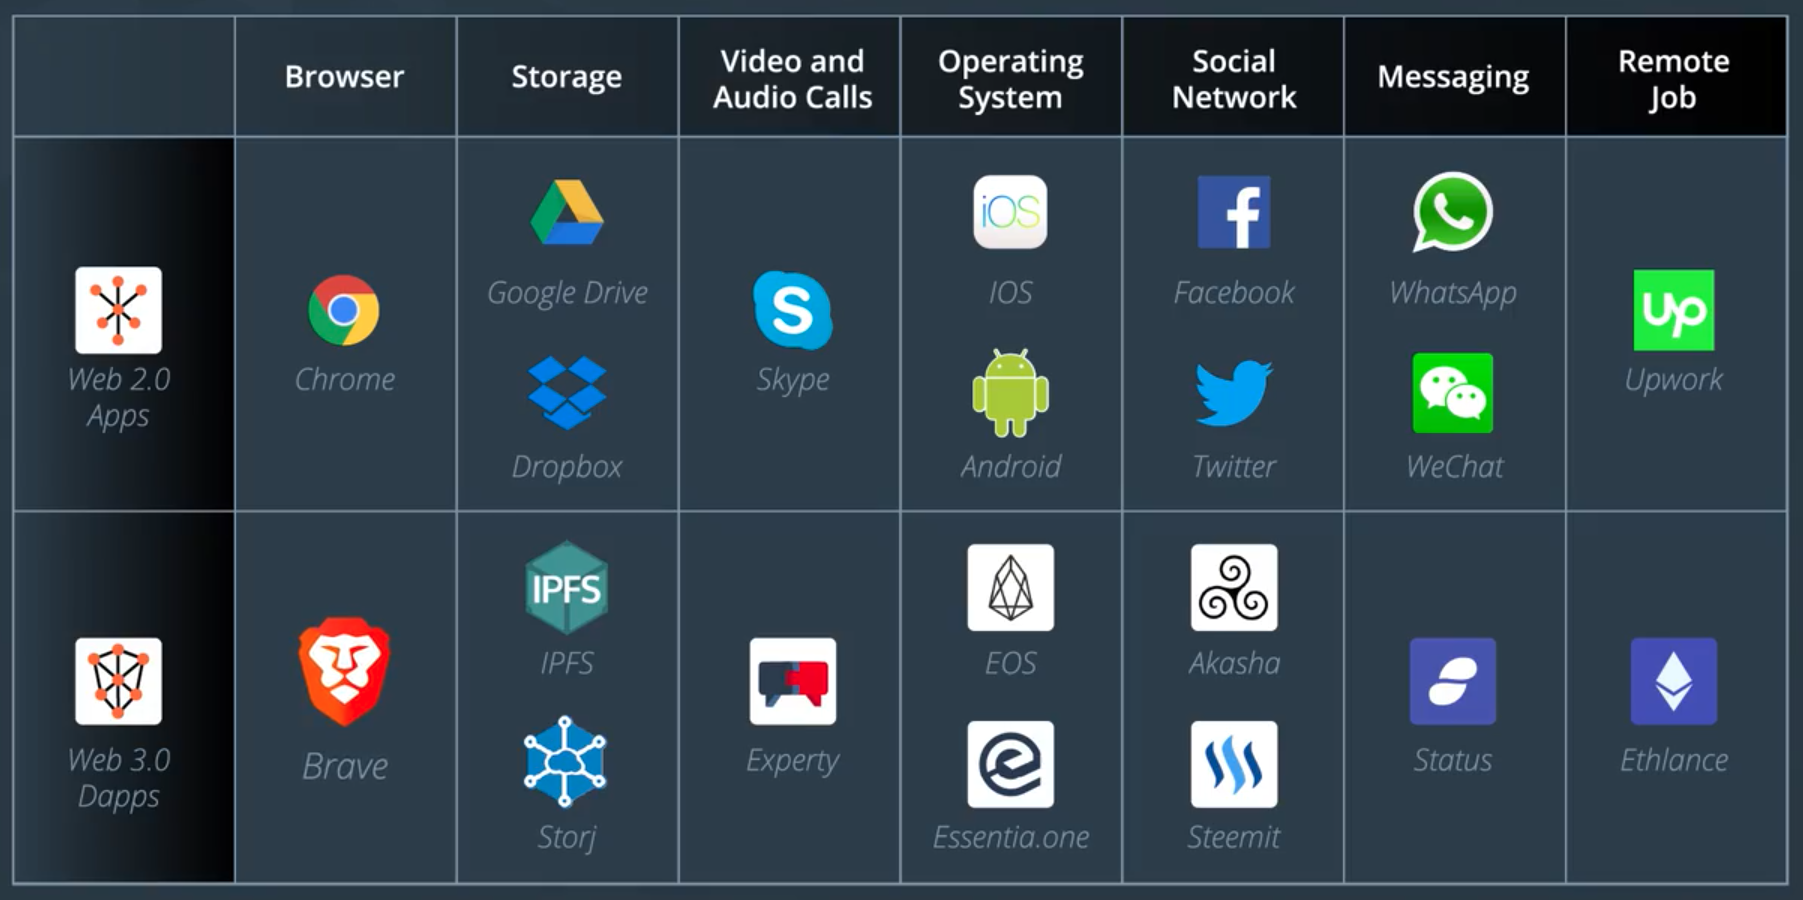 Browser
Storage
Video and
Audio Calls
Operating
System
Social
Network
Messaging
Remote
Job
Web 2.0
Apps
Chrome
Google Drive
Dropbox
S
Skype
iOS
IOS
Android
f
Facebook
Twitter
WhatsApp
WeChat
up
Upwork
Web 3.0
Dapps
Brave
IPFS
IPFS
Storj
Experty
EOS
e
Essentia.one
Akasha
Steemit
Status
Ethlance